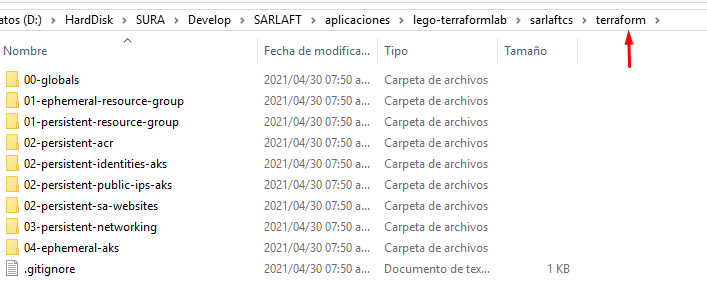 atos (D:) > HardDisk > SURA > Develop > SARLAFT > aplicaciones > lego-terraformlab > sarlaftcs > terraform >
Nombre Fecha de modifica... Tipo Tamaño
00-globals 2021/04/30 07:50 a... Carpeta de archivos
01-ephemeral-resource-group 2021/04/30 07:50 a... Carpeta de archivos
01-persistent-resource-group 2021/04/30 07:50 a... Carpeta de archivos
02-persistent-acr 2021/04/30 07:50 a... Carpeta de archivos
02-persistent-identities-aks 2021/04/30 07:50 a... Carpeta de archivos
02-persistent-public-ips-aks 2021/04/30 07:50 a... Carpeta de archivos
02-persistent-sa-websites 2021/04/30 07:50 a... Carpeta de archivos
03-persistent-networking 2021/04/30 07:50 a... Carpeta de archivos
04-ephemeral-aks 2021/04/30 07:50 a... Carpeta de archivos
.gitignore 2021/04/30 07:50 a... Documento de tex... 1 KB